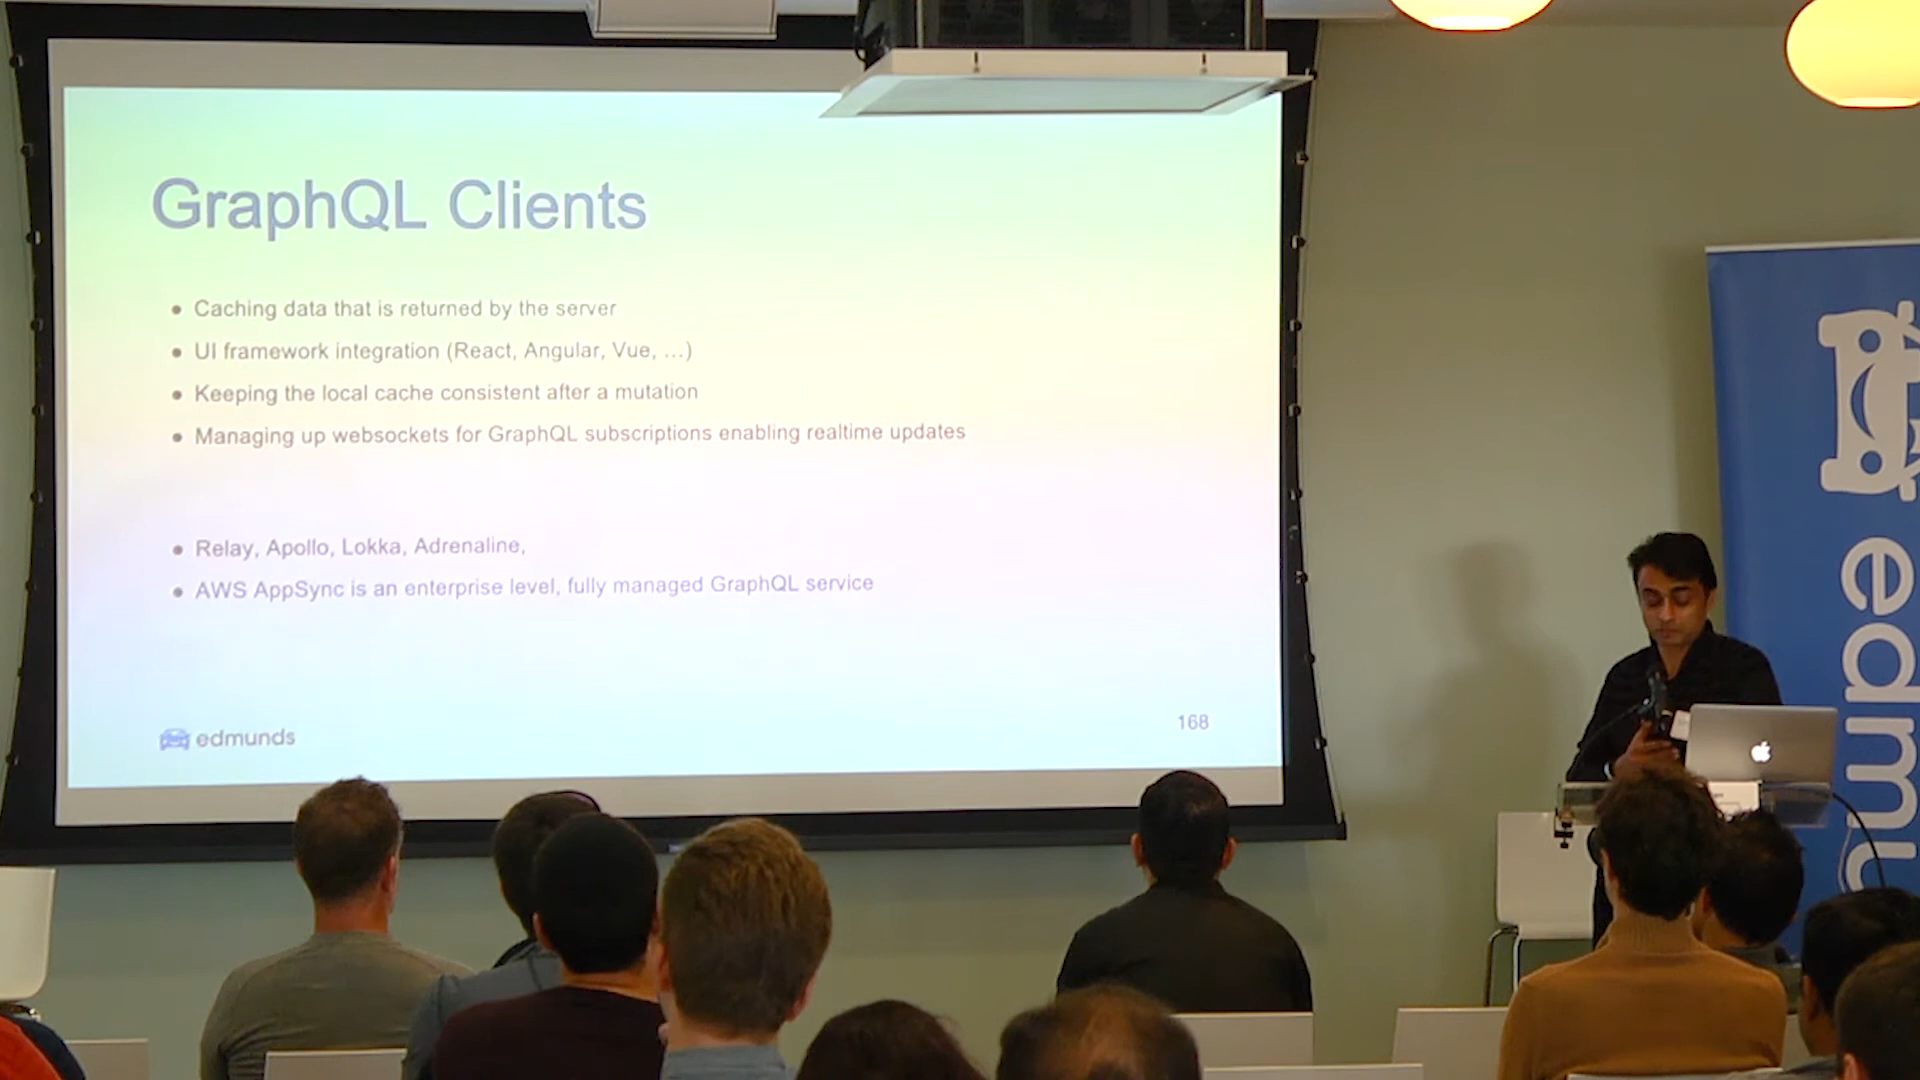 GraphQL Clients
• Caching data that is returned by the server
• UI framework integration (React, Angular, Vue, …)
• Keeping the local cache consistent after a mutation
• Managing up websockets for GraphQL subscriptions enabling realtime updates
• Relay, Apollo, Lokka, Adrenaline,
• AWS AppSync is an enterprise level, fully managed GraphQL service
edmunds
168
edmu